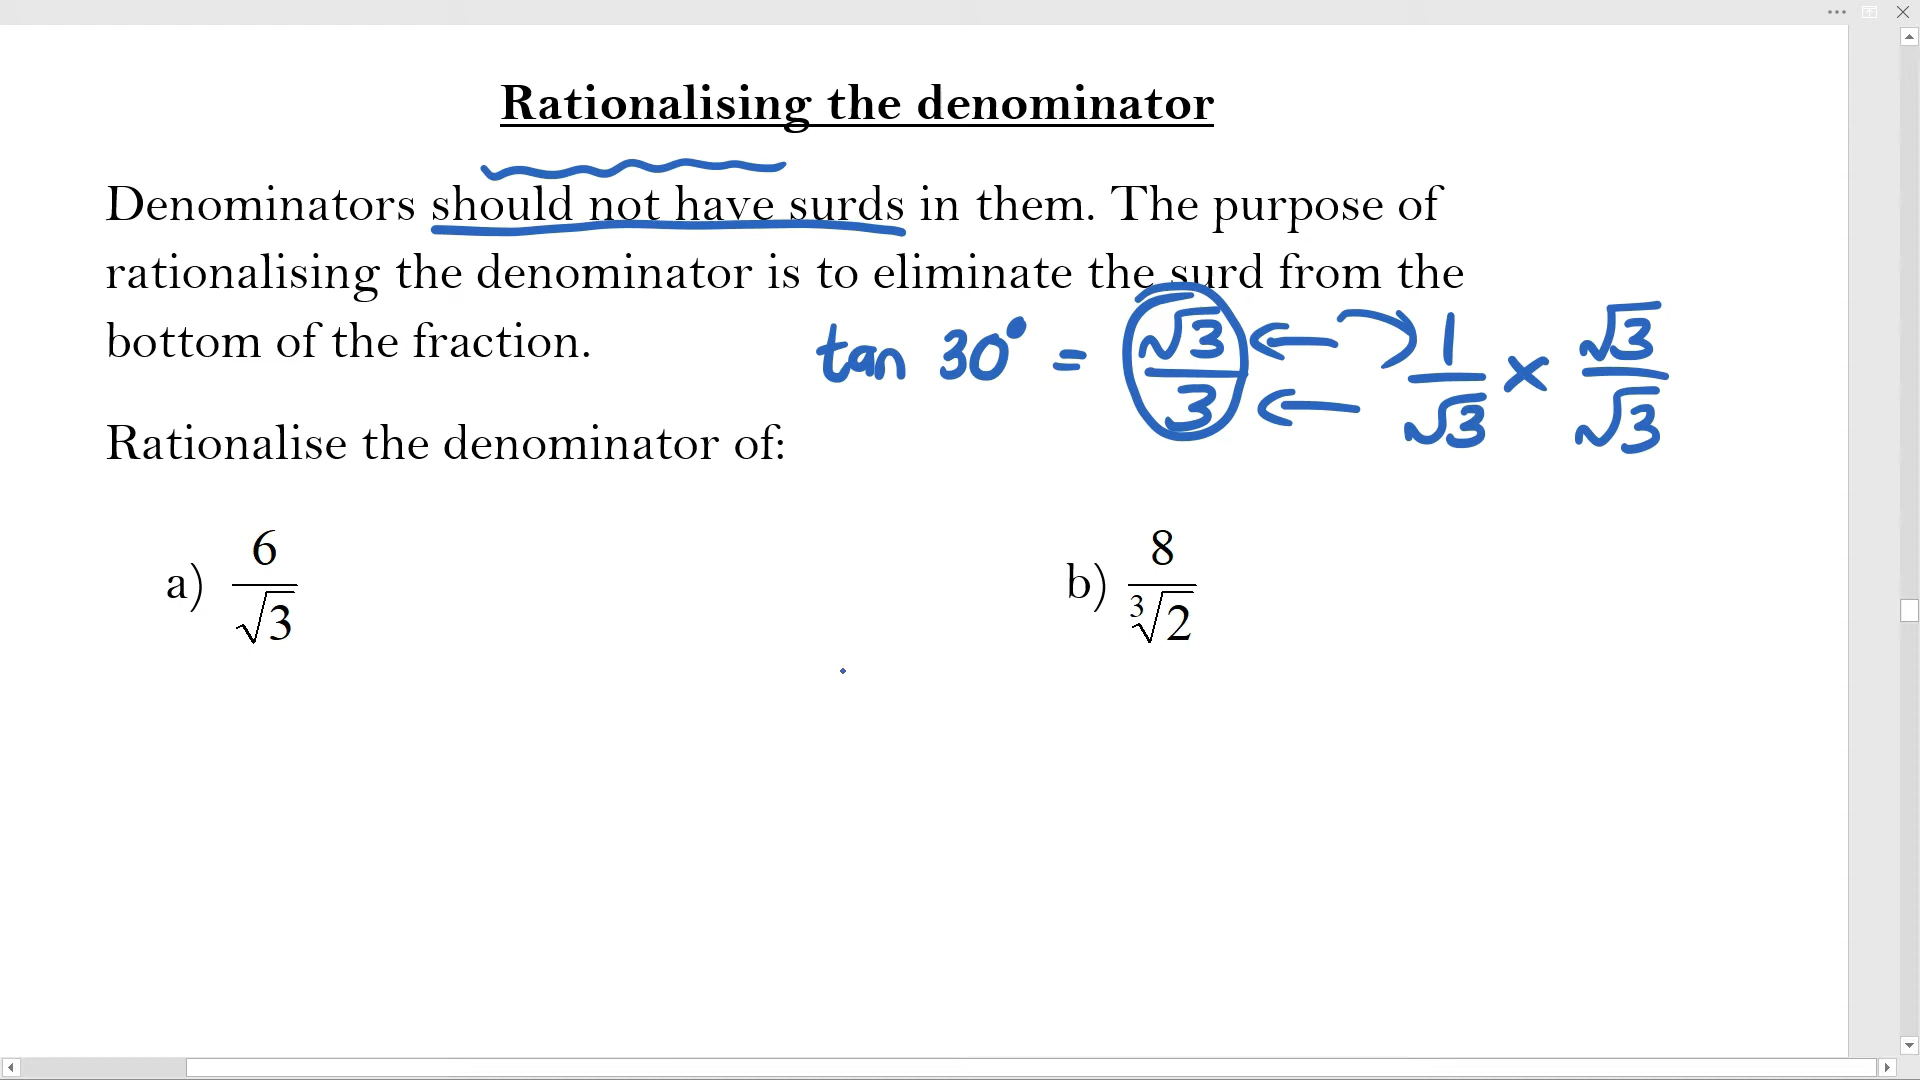 Rationalising the denominator
Denominators should not have surds in them. The purpose of
rationalising the denominator is to eliminate the surd from the
bottom of the fraction.
tan 30° = √3/3 ← 1/√3 × √3/√3
Rationalise the denominator of:
a) 6/√3
b) 8/∛2